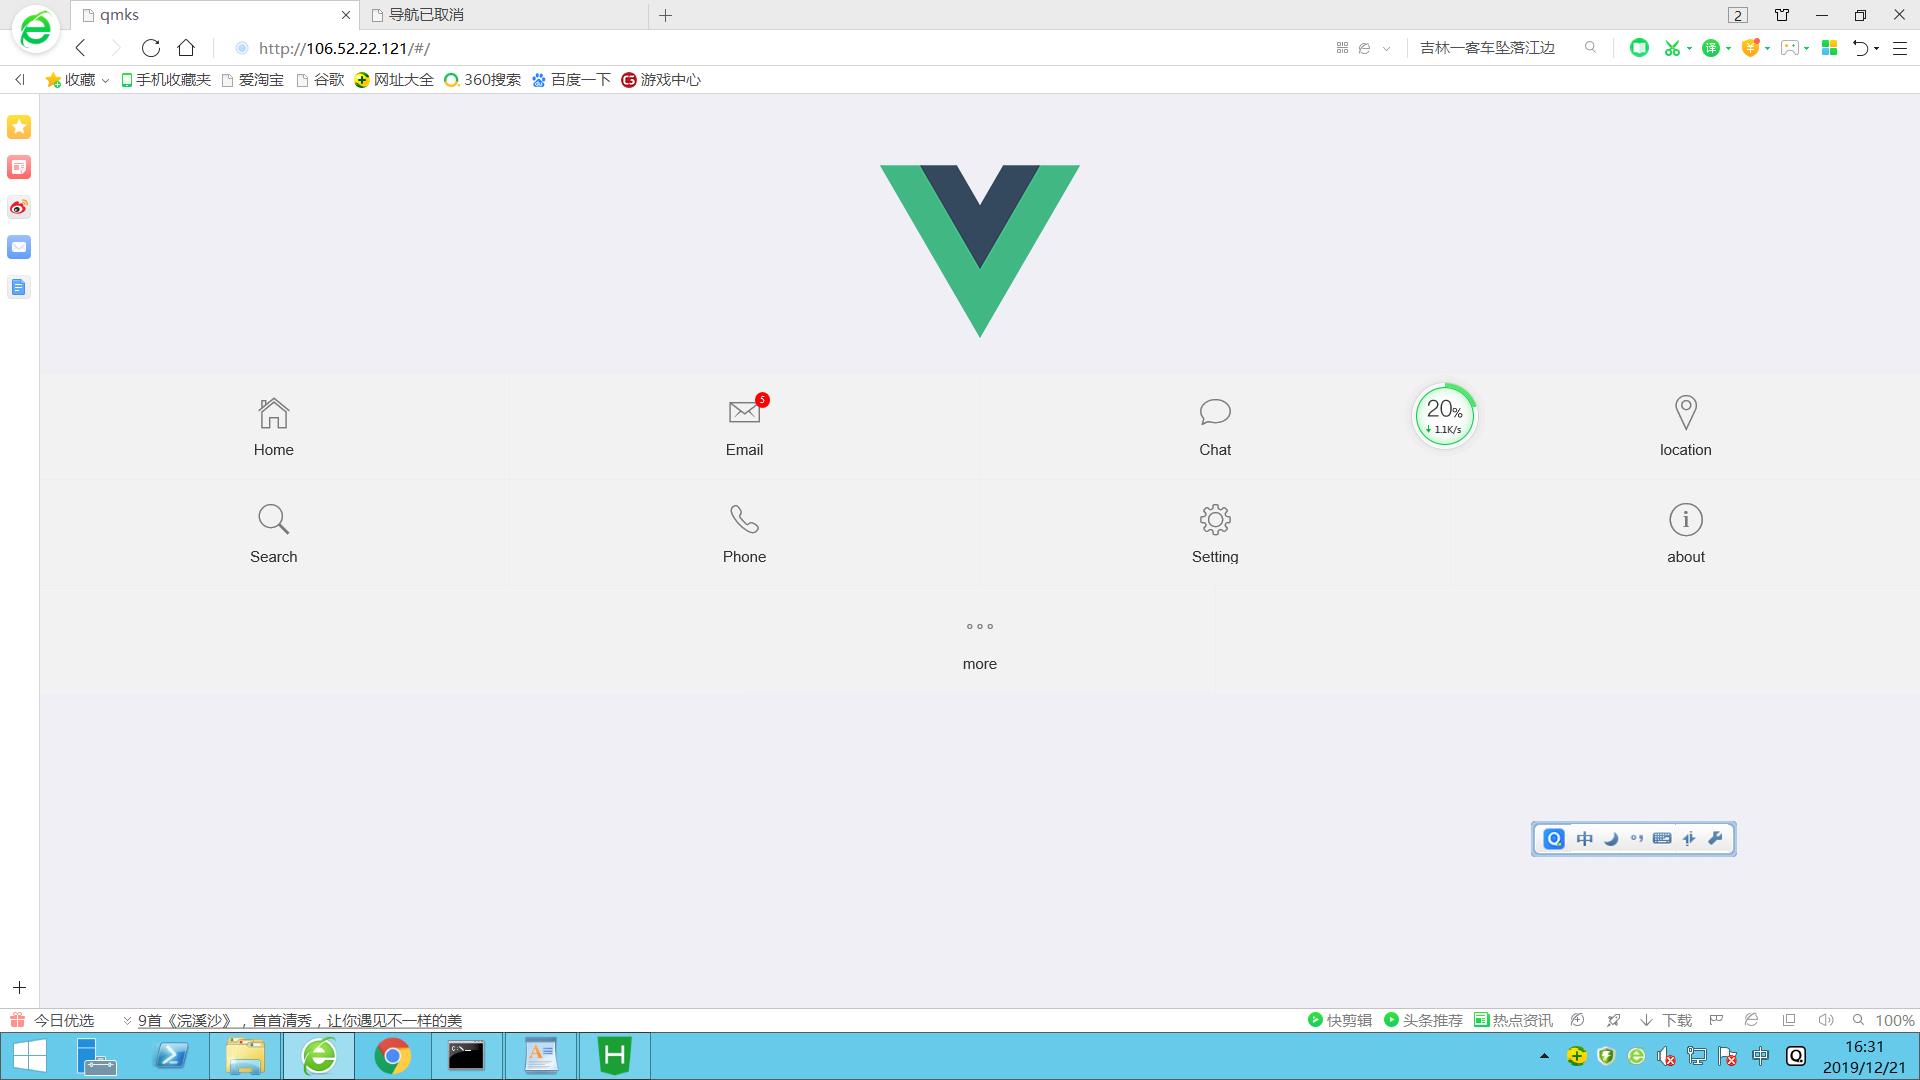 qmks
导航已取消
2
http://106.52.22.121/#/
吉林一客车坠落江边
译
收藏 手机收藏夹 爱淘宝 谷歌 网址大全 360搜索 百度一下 游戏中心
5
Home Email Chat location
20%
1.1K/s
Search Phone Setting about
more
中
今日优选 9首《浣溪沙》，首首清秀，让你遇见不一样的美 快剪辑 头条推荐 热点资讯 下载 100%
中 16:31
2019/12/21